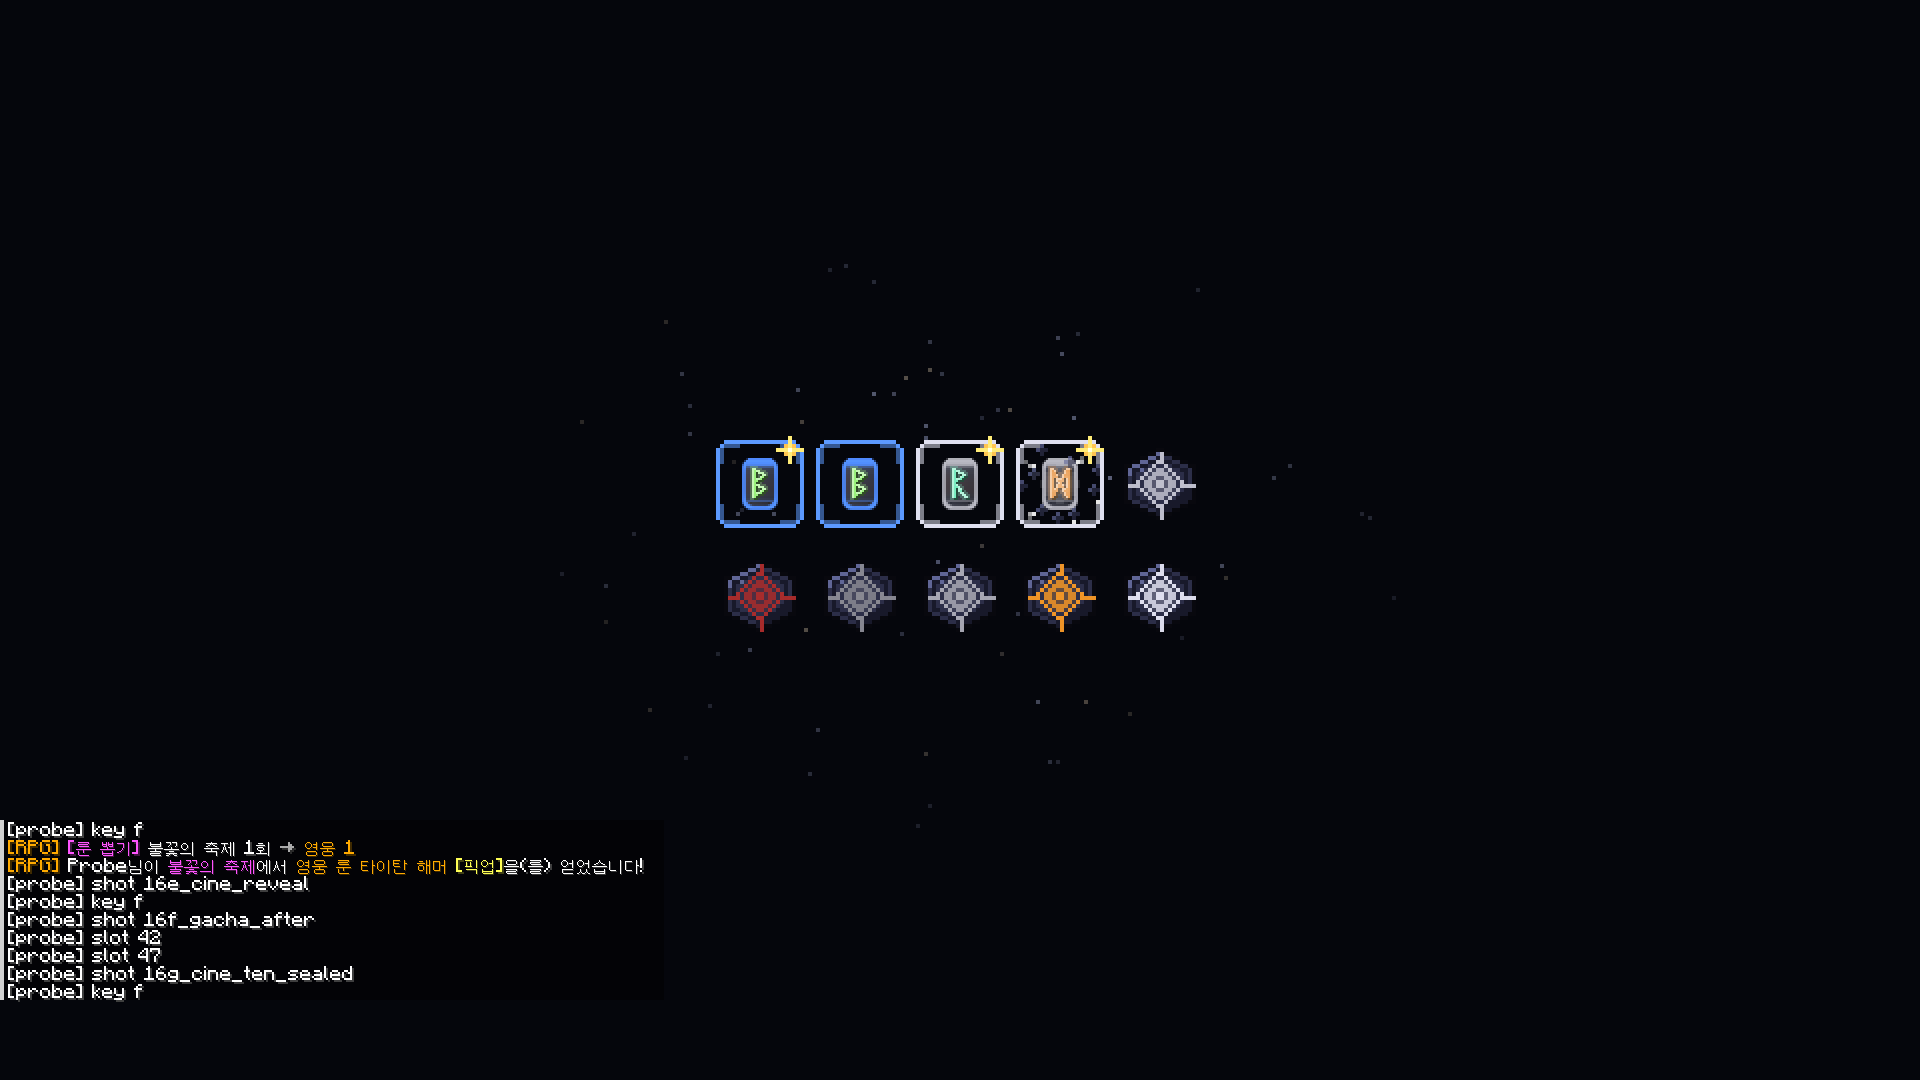 ᛒ ᛒ ᚱ ᛞ
[probe] key f
[RPG] [룬 뽑기] 불꽃의 축제 1회 → 영웅 1
[RPG] Probe님이 불꽃의 축제에서 영웅 룬 타이탄 해머 [픽업]을(를) 얻었습니다!
[probe] shot 16e_cine_reveal
[probe] key f
[probe] shot 16f_gacha_after
[probe] slot 42
[probe] slot 47
[probe] shot 16g_cine_ten_sealed
[probe] key f